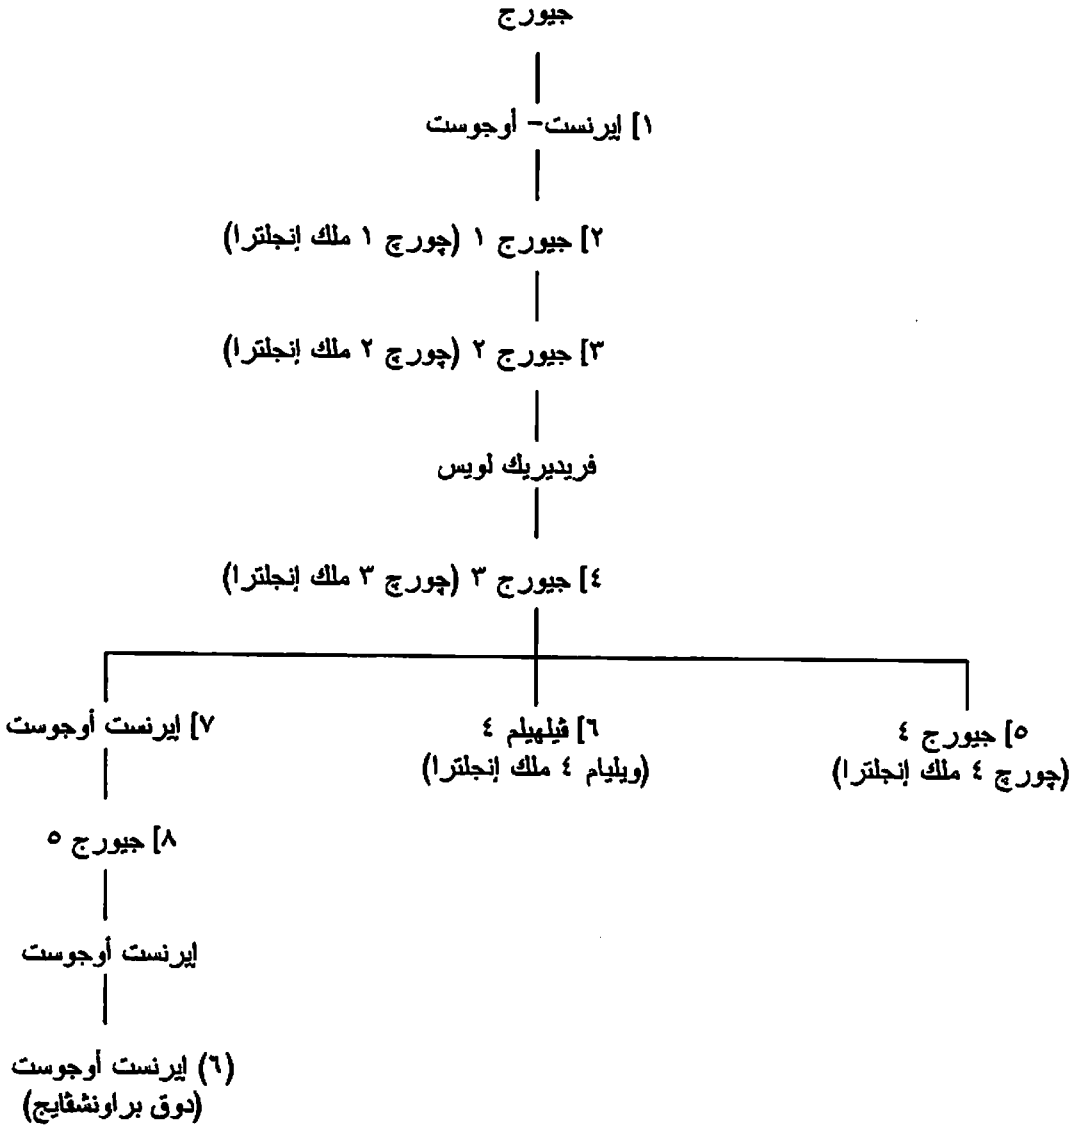 جيورج
١] إيرنست- أوجوست
٢] جيورج ١ (چورچ ١ ملك إنجلترا)
٣] جيورج ٢ (چورچ ٢ ملك إنجلترا)
فريديريك لويس
٤] جيورج ٣ (چورچ ٣ ملك إنجلترا)
٥] جيورج ٤
(چورچ ٤ ملك إنجلترا)
٦] ڤيلهيلم ٤
(ويليام ٤ ملك إنجلترا)
٧] إيرنست أوجوست
٨] جيورج ٥
إيرنست أوجوست
(٦) إيرنست أوجوست
(دوق براونشڤايج)